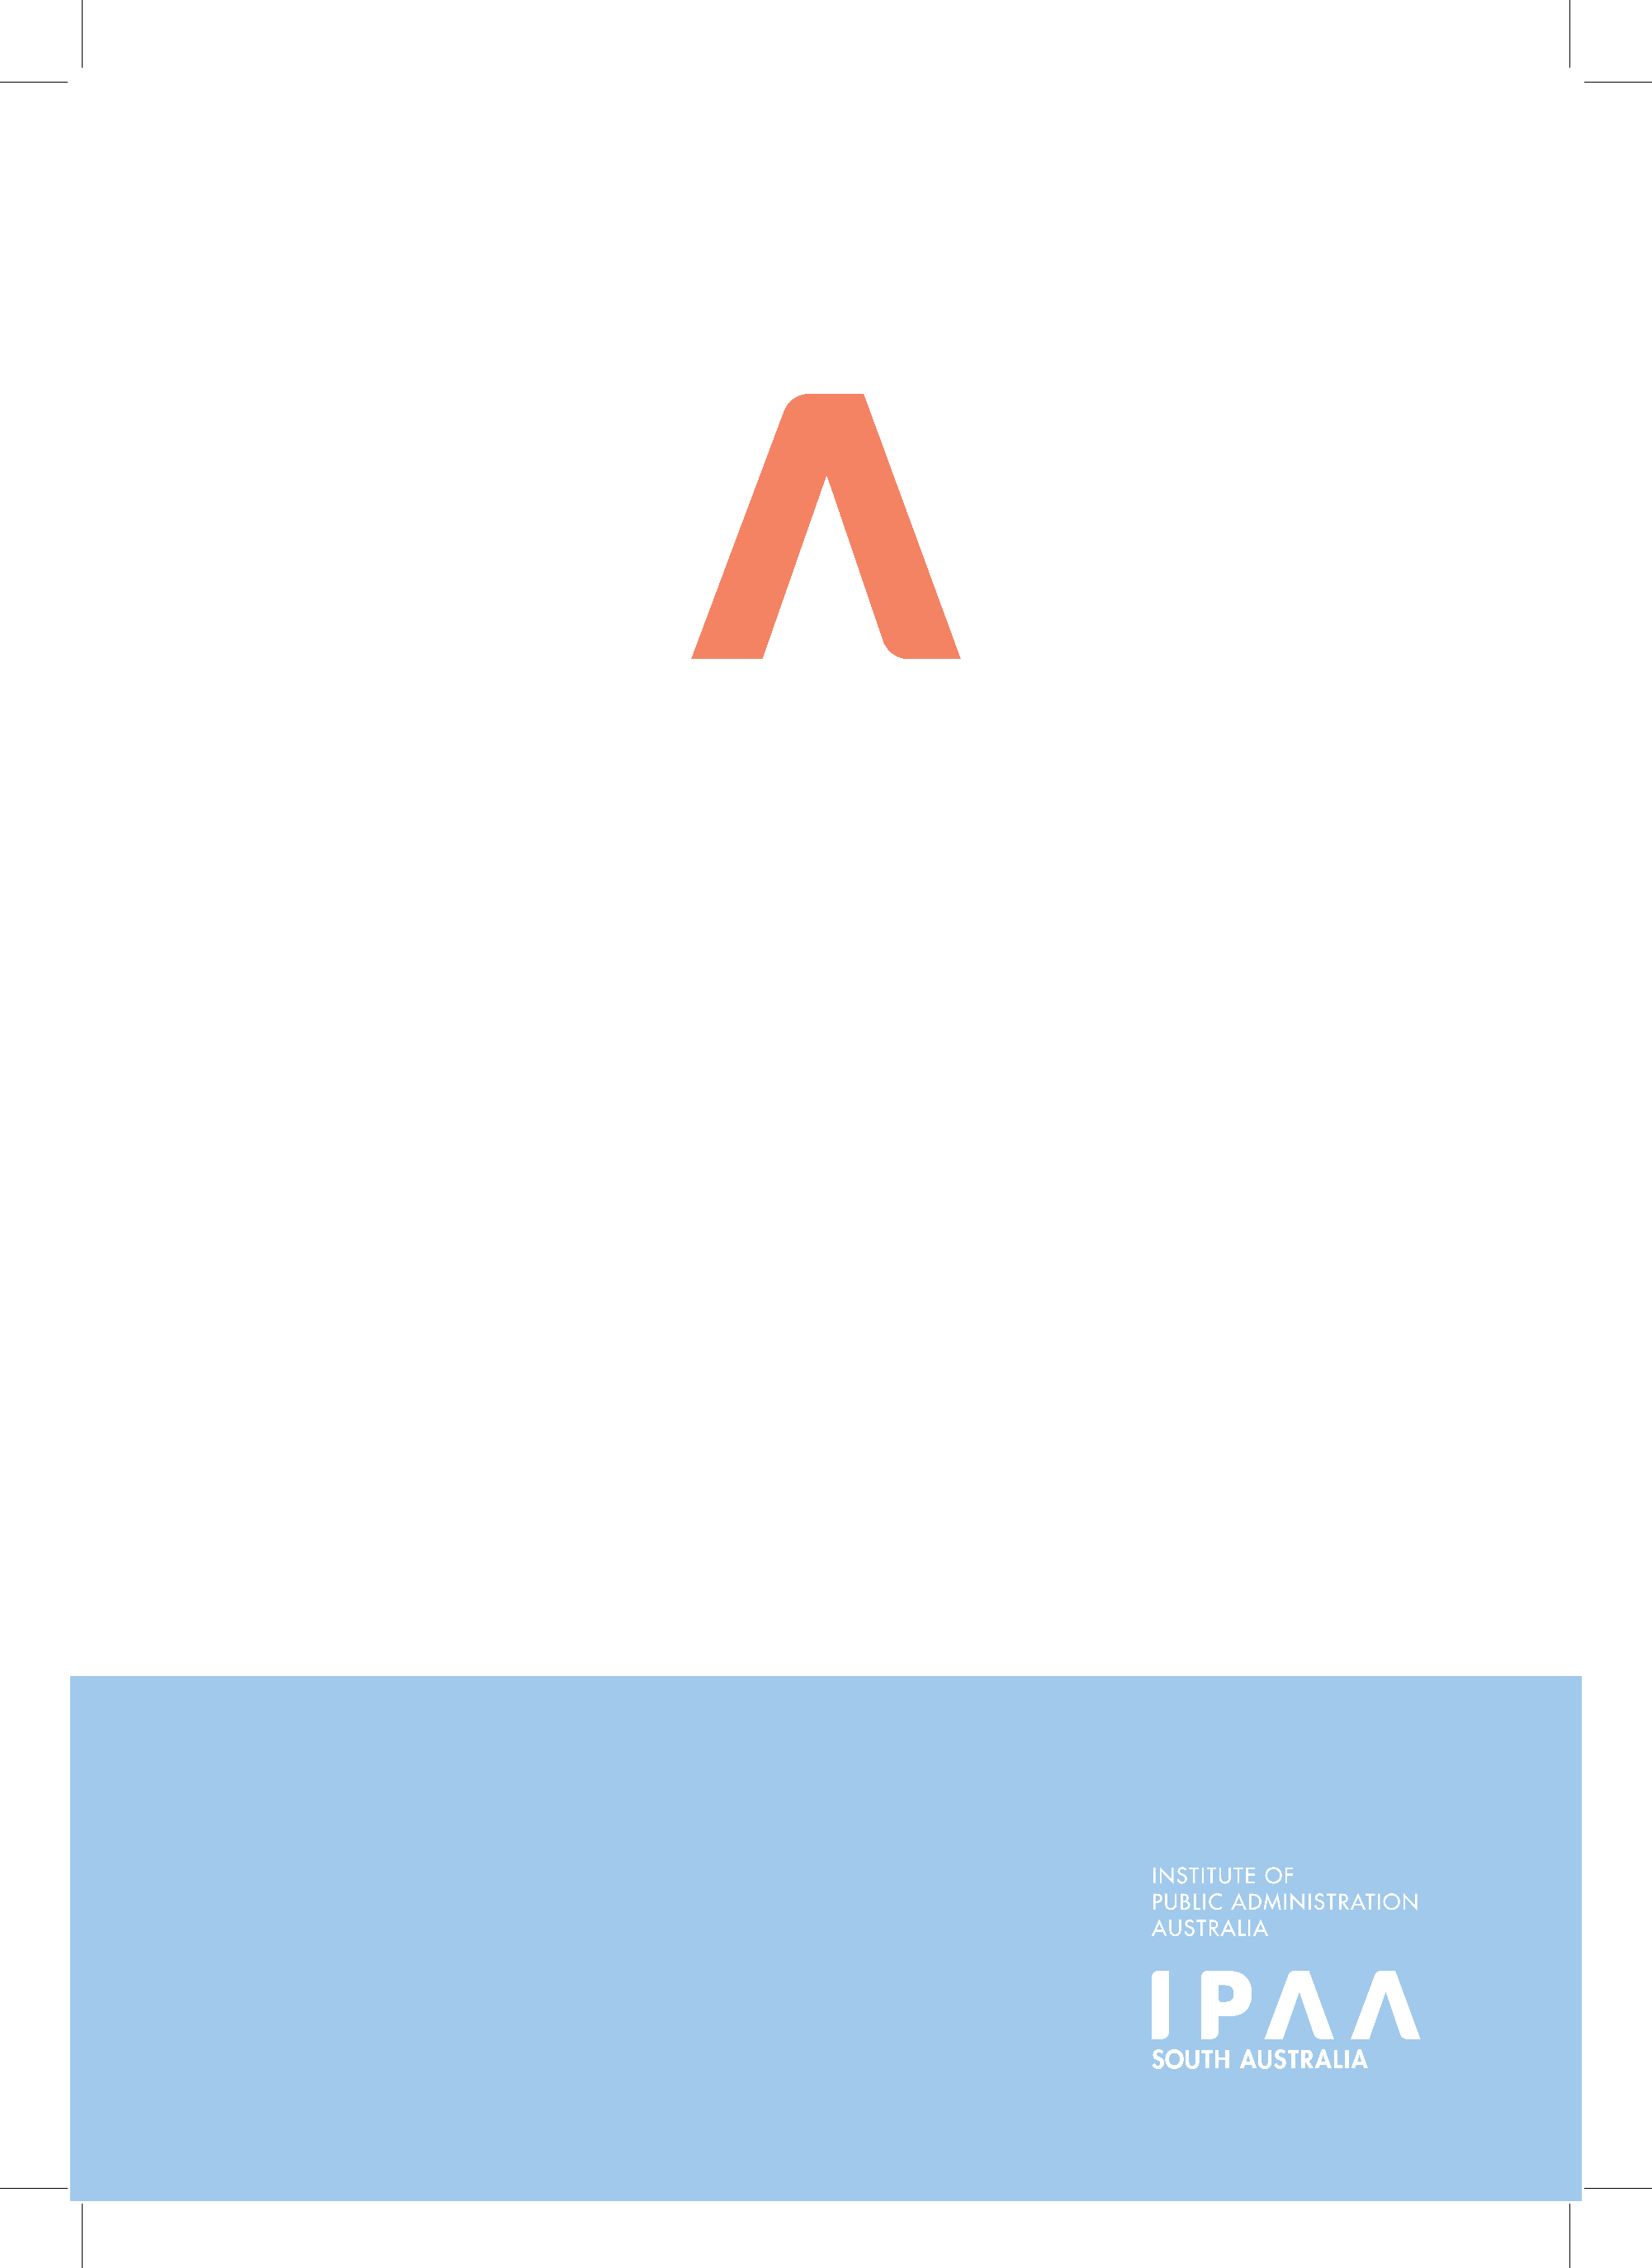 INSTITUTE OF
PUBLIC ADMINISTRATION
AUSTRALIA
IPAA
SOUTH AUSTRALIA